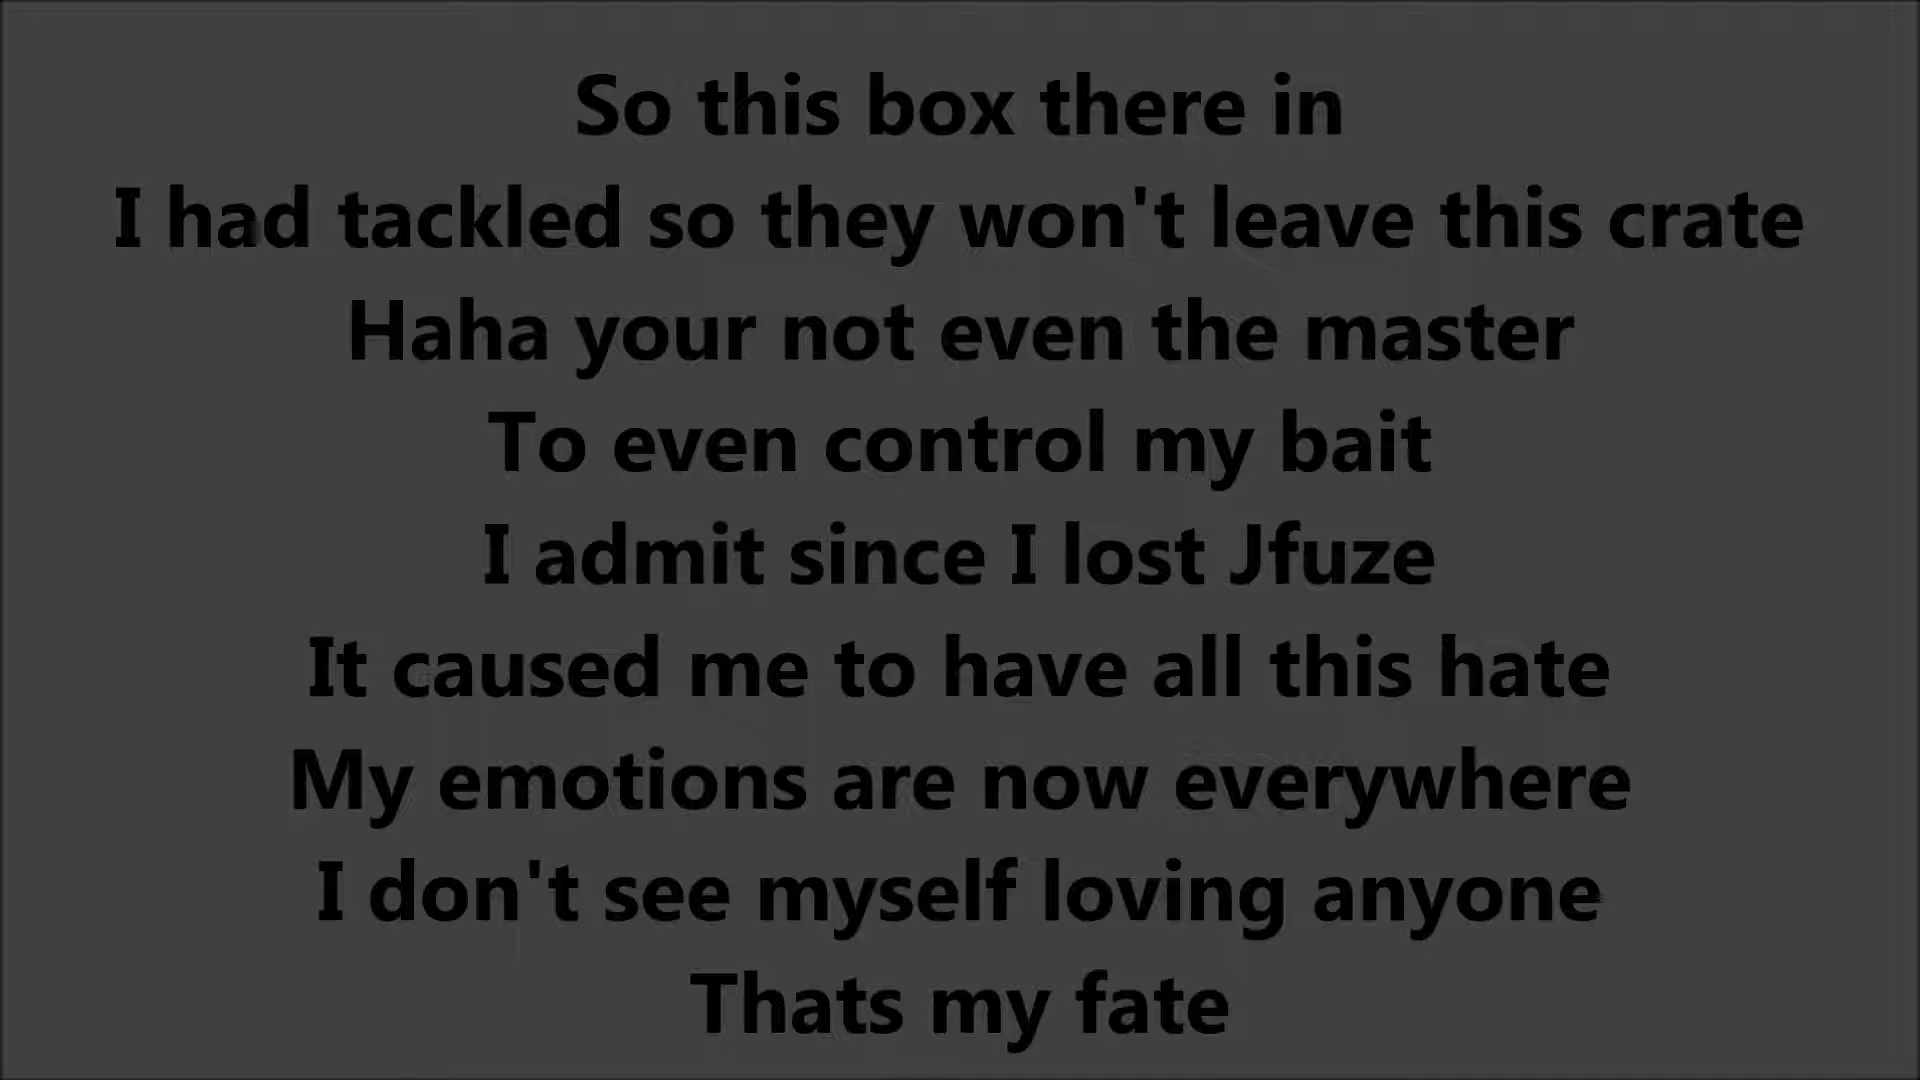 So this box there in
I had tackled so they won't leave this crate
Haha your not even the master
To even control my bait
I admit since I lost Jfuze
It caused me to have all this hate
My emotions are now everywhere
I don't see myself loving anyone
Thats my fate